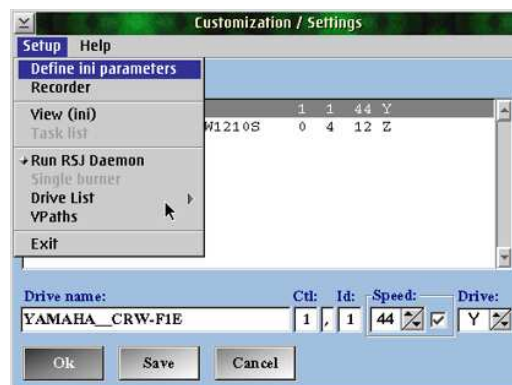 Customization / Settings
Setup Help
Define ini parameters
Recorder
View (ini)
Task list
Run RSJ Daemon
Single burner
Drive List
VPaths
Exit
1 1 44 Y
W1210S 0 4 12 Z
Drive name: Ctl: Id: Speed: Drive:
YAMAHA__CRW-F1E 1 , 1 44 Y
Ok Save Cancel